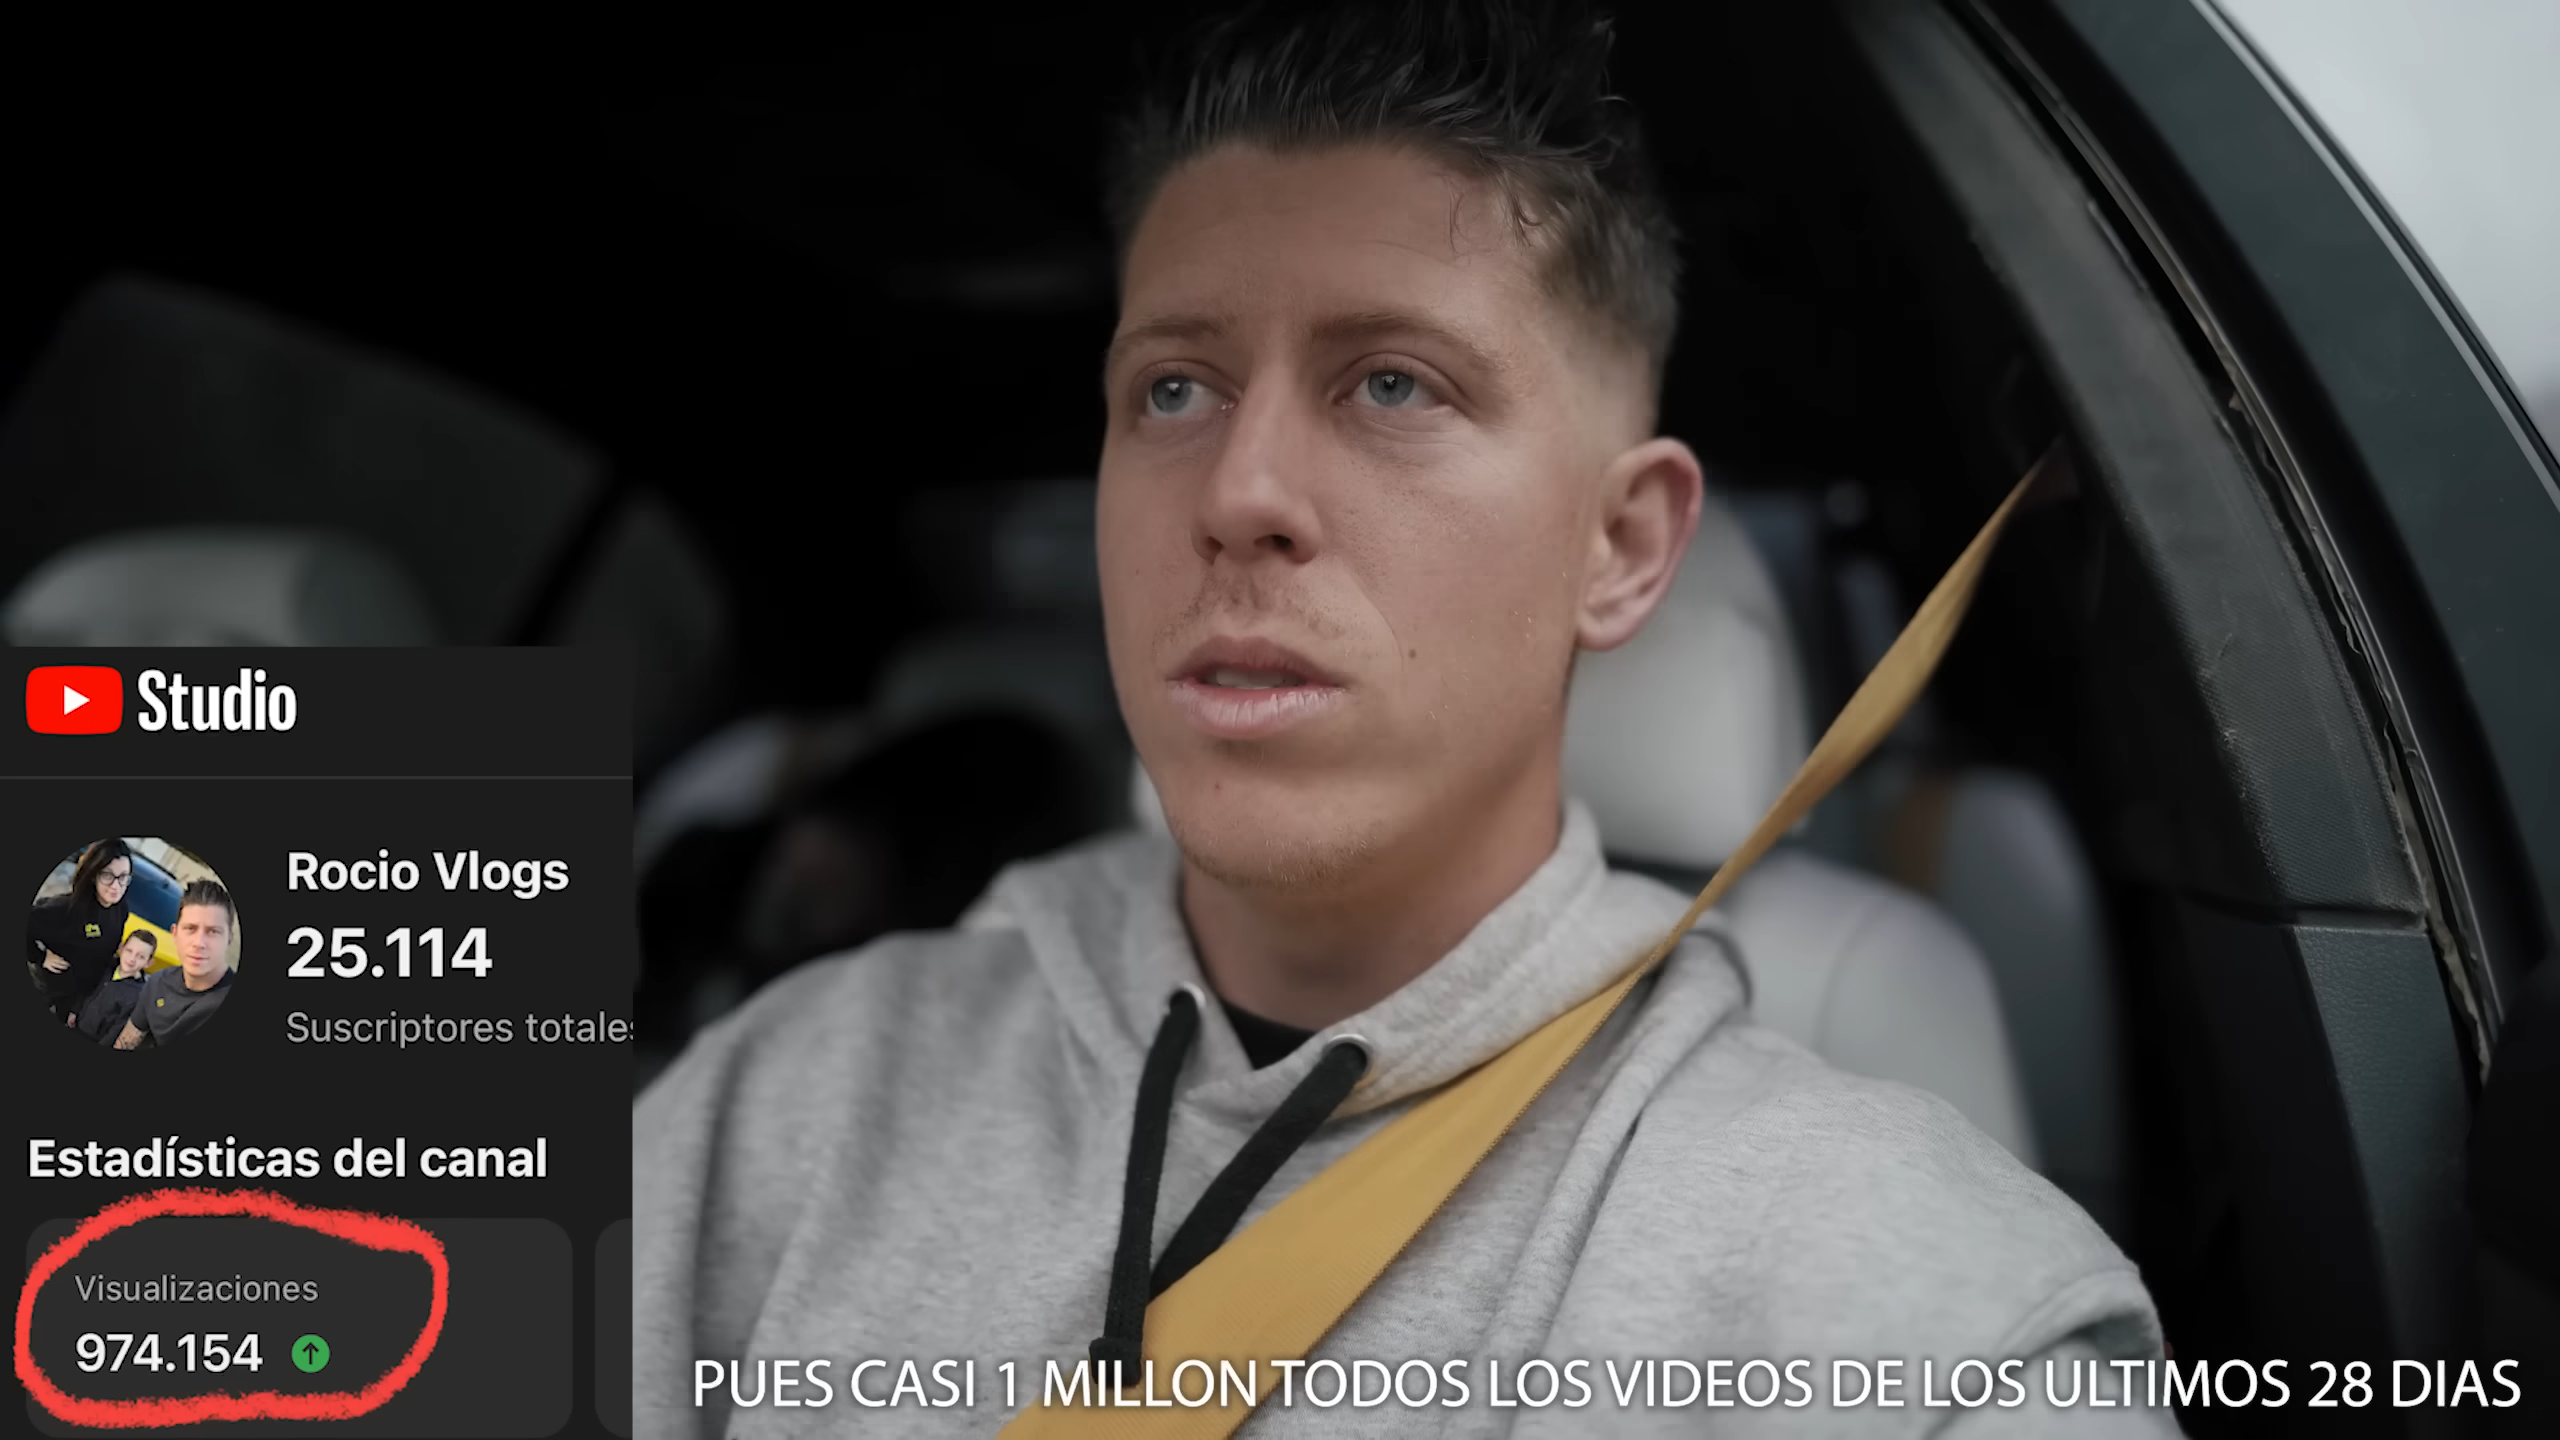 Studio
Rocio Vlogs
25.114
Suscriptores totale
Estadísticas del canal
Visualizaciones
974.154
PUES CASI 1 MILLON TODOS LOS VIDEOS DE LOS ULTIMOS 28 DIAS